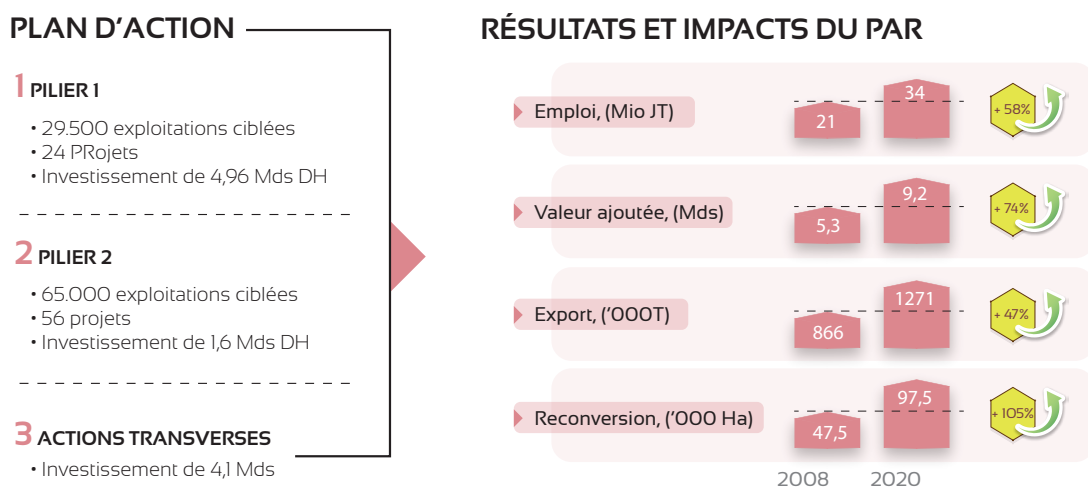 PLAN D'ACTION
1 PILIER 1
• 29.500 exploitations ciblées
• 24 PRojets
• Investissement de 4,96 Mds DH
2 PILIER 2
• 65.000 exploitations ciblées
• 56 projets
• Investissement de 1,6 Mds DH
3 ACTIONS TRANSVERSES
• Investissement de 4,1 Mds
RÉSULTATS ET IMPACTS DU PAR
Emploi, (Mio JT)
21
34
+ 58%
Valeur ajoutée, (Mds)
5,3
9,2
+ 74%
Export, ('000T)
866
1271
+ 47%
Reconversion, ('000 Ha)
47,5
97,5
+ 105%
2008 2020